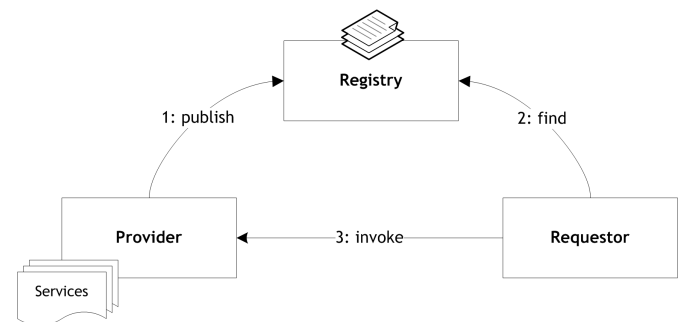 Registry
1: publish
2: find
Provider
3: invoke
Requestor
Services